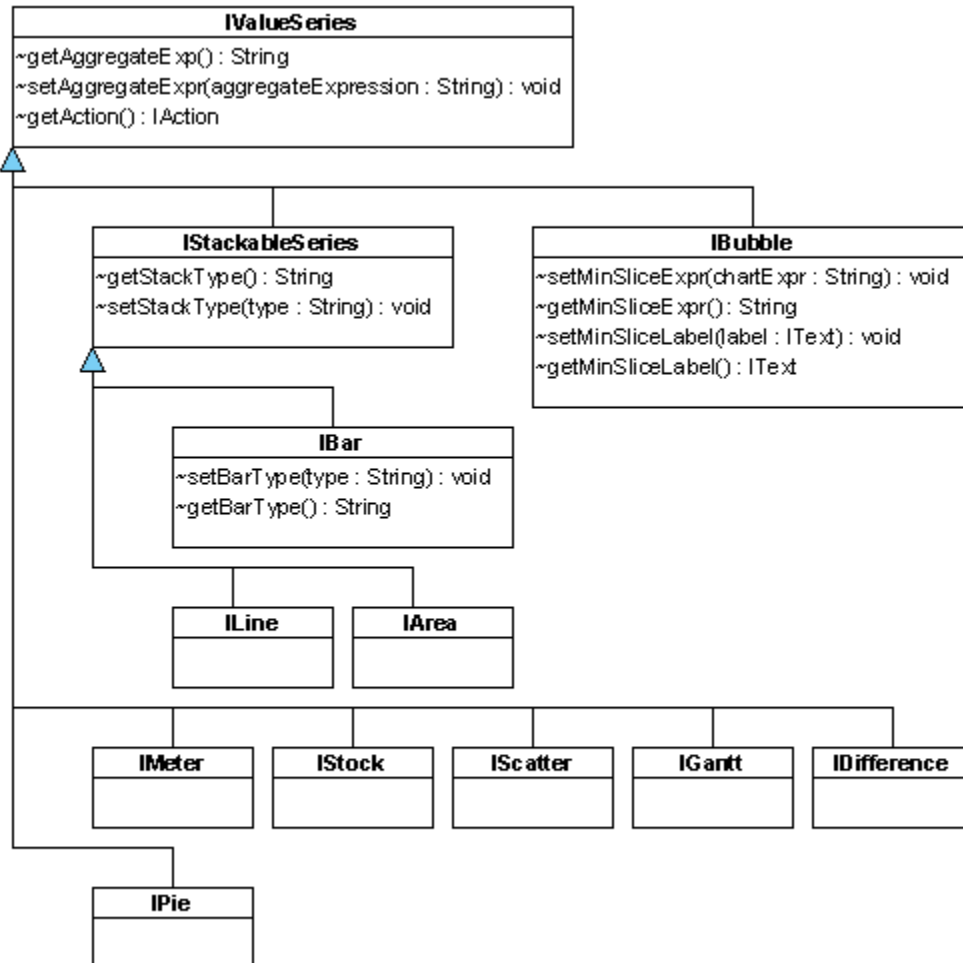 IValueSeries
~getAggregateExp() : String
~setAggregateExpr(aggregateExpression : String) : void
~getAction() : IAction
IStackableSeries
~getStackType() : String
~setStackType(type : String) : void
IBubble
~setMinSliceExpr(chartExpr : String) : void
~getMinSliceExpr() : String
~setMinSliceLabel(label : IText) : void
~getMinSliceLabel() : IText
IBar
~setBarType(type : String) : void
~getBarType() : String
ILine
IArea
IMeter
IStock
IScatter
IGantt
IDifference
IPie